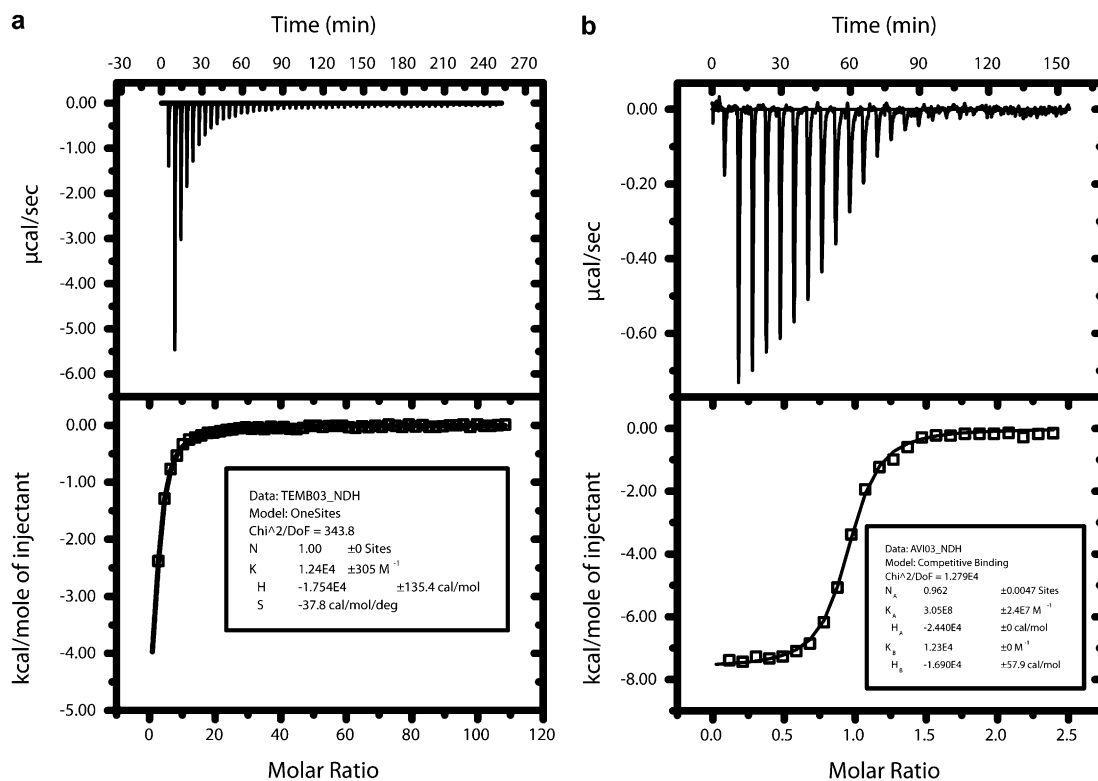 a
Time (min)
-30 0 30 60 90 120 150 180 210 240 270
0.00
-1.00
-2.00
-3.00
-4.00
-5.00
-6.00
µcal/sec
0.00
-1.00
-2.00
-3.00
-4.00
-5.00
kcal/mole of injectant
Data: TEMB03_NDH
Model: OneSites
Chi^2/DoF = 343.8
N 1.00 ±0 Sites
K 1.24E4 ±305 M⁻¹
H -1.754E4 ±135.4 cal/mol
S -37.8 cal/mol/deg
0 20 40 60 80 100 120
Molar Ratio
b
Time (min)
0 30 60 90 120 150
0.00
-0.20
-0.40
-0.60
µcal/sec
0.00
-2.00
-4.00
-6.00
-8.00
kcal/mole of injectant
Data: AVI03_NDH
Model: Competitive Binding
Chi^2/DoF = 1.279E4
N_A 0.962 ±0.0047 Sites
K_A 3.05E8 ±2.4E7 M⁻¹
H_A -2.440E4 ±0 cal/mol
K_B 1.23E4 ±0 M⁻¹
H_B -1.690E4 ±57.9 cal/mol
0.0 0.5 1.0 1.5 2.0 2.5
Molar Ratio